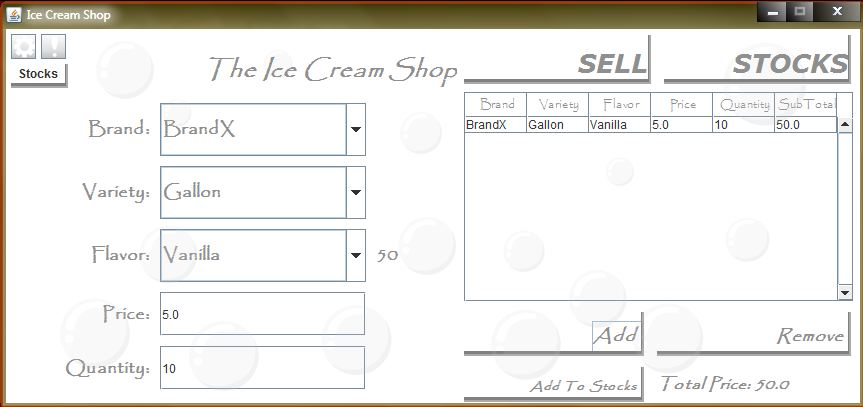 Ice Cream Shop
Stocks
The Ice Cream Shop
SELL
STOCKS
Brand: BrandX
Variety: Gallon
Flavor: Vanilla 50
Price: 5.0
Quantity: 10
Brand Variety Flavor Price Quantity SubTotal
BrandX Gallon Vanilla 5.0 10 50.0
Add
Remove
Add To Stocks
Total Price: 50.0